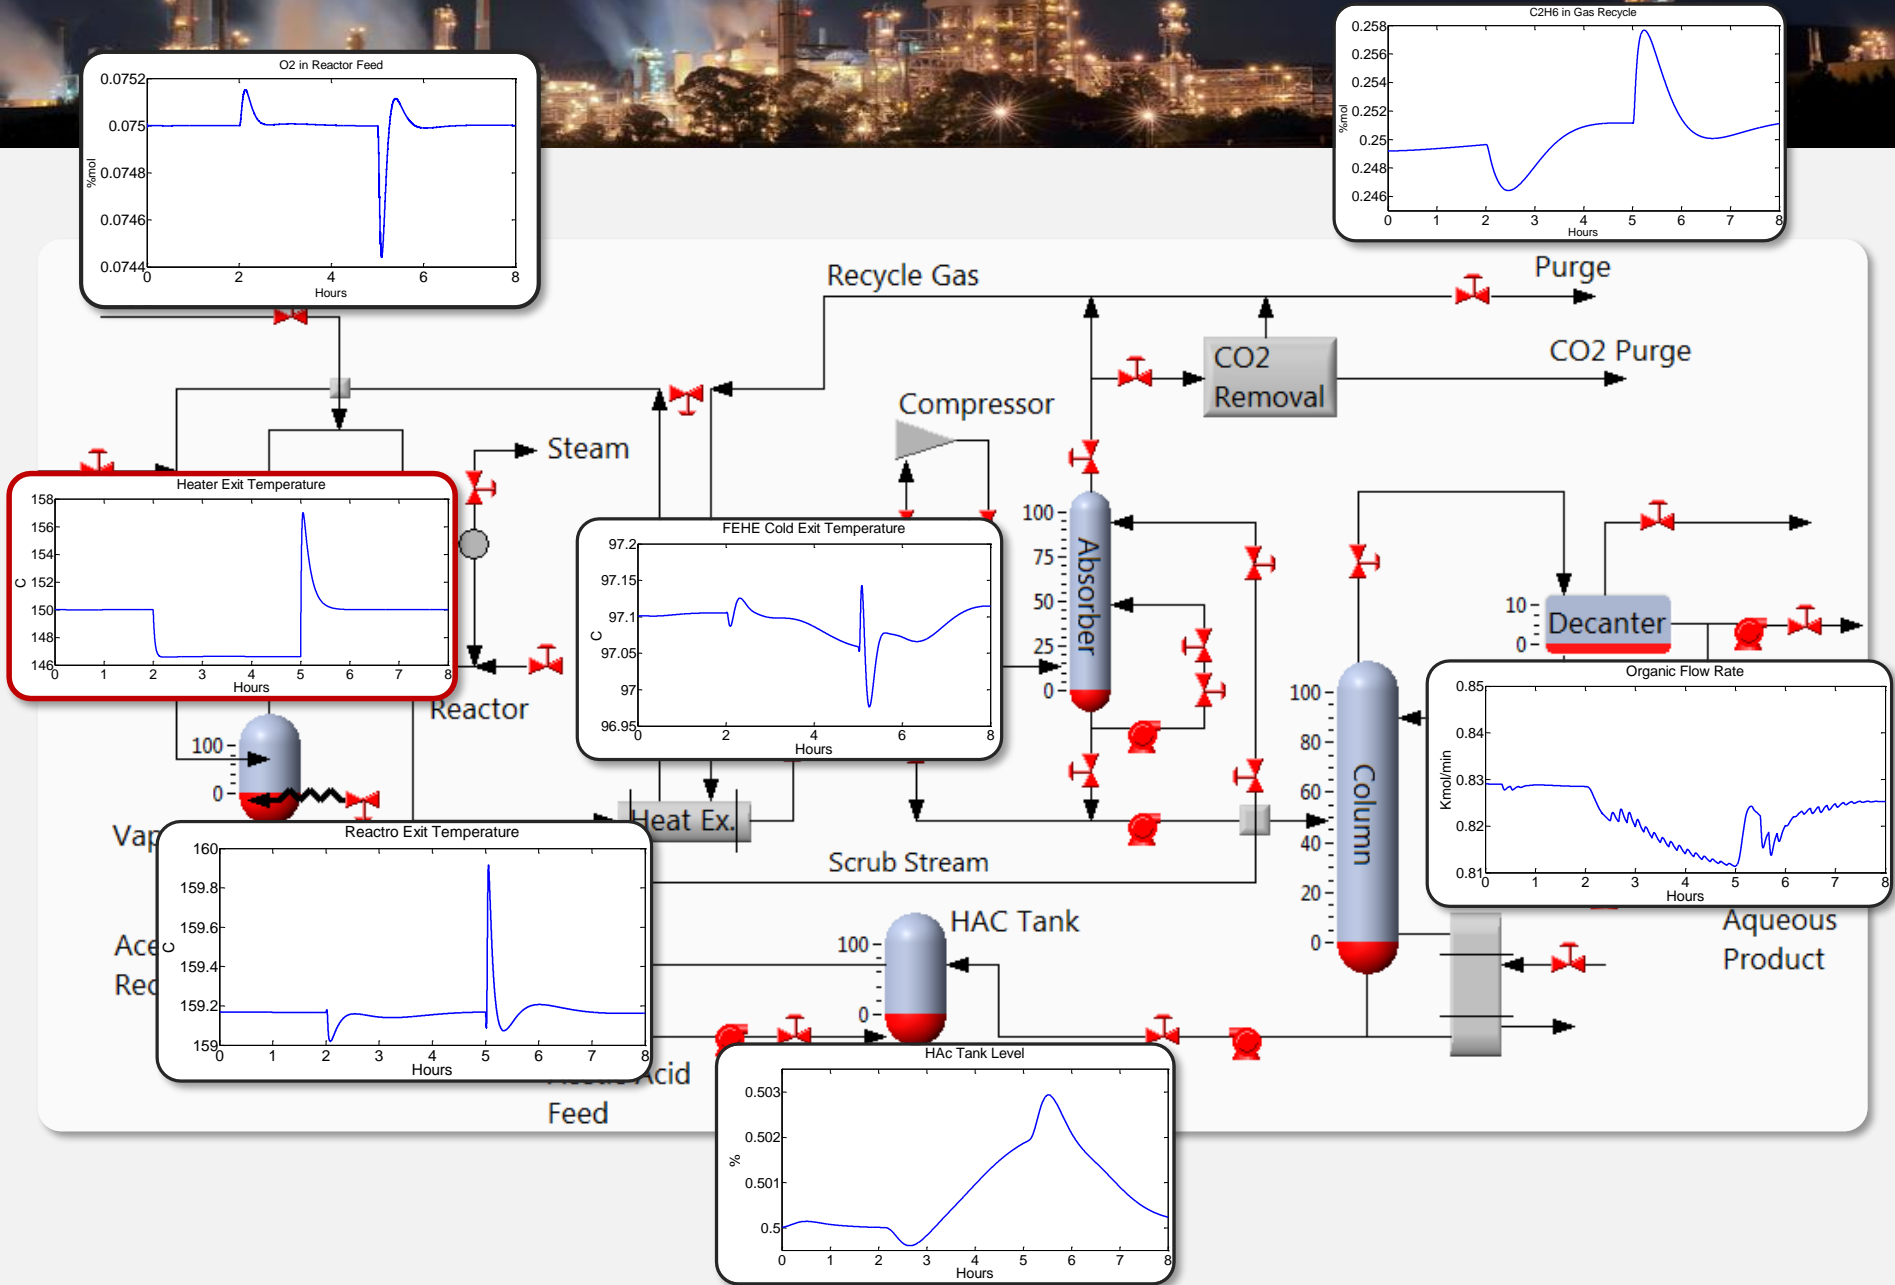 O2 in Reactor Feed
0.0752
0.075
0.0748
0.0746
0.0744
%mol
0 2 4 6 8
Hours
C2H6 in Gas Recycle
0.258
0.256
0.254
0.252
0.25
0.248
0.246
%mol
0 1 2 3 4 5 6 7 8
Hours
Recycle Gas
Purge
CO2
Removal
CO2 Purge
Compressor
Steam
Heater Exit Temperature
158
156
154
152
150
148
146
C
0 1 2 3 4 5 6 7 8
Hours
FEHE Cold Exit Temperature
97.2
97.15
97.1
97.05
97
96.95
C
0 2 4 6 8
Hours
100
75
50
25
0
Absorber
10
0
Decanter
Reactor
100
0
Organic Flow Rate
0.85
0.84
0.83
0.82
0.81
Kmol/min
0 1 2 3 4 5 6 7 8
Hours
100
80
60
40
20
0
Column
Heat Ex.
Vap
Scrub Stream
Reactro Exit Temperature
160
159.8
159.6
159.4
159.2
159
C
0 1 2 3 4 5 6 7 8
Hours
Ace
Rec
HAC Tank
100
0
Aqueous
Product
Acid
Feed
HAc Tank Level
0.503
0.502
0.501
0.5
%
0 1 2 3 4 5 6 7 8
Hours